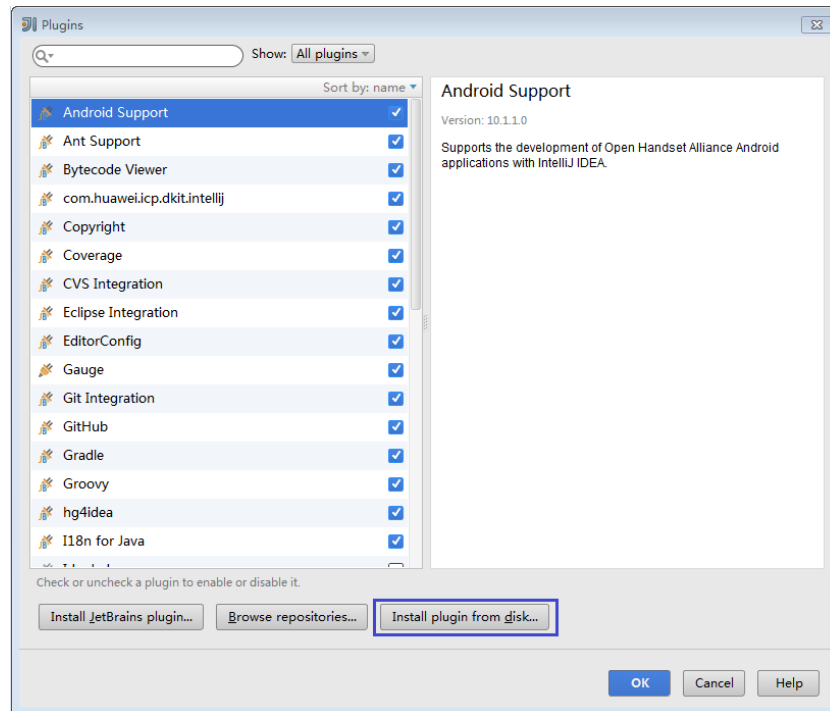 Plugins
Show: All plugins
Sort by: name
Android Support
Ant Support
Bytecode Viewer
com.huawei.icp.dkit.intellij
Copyright
Coverage
CVS Integration
Eclipse Integration
EditorConfig
Gauge
Git Integration
GitHub
Gradle
Groovy
hg4idea
I18n for Java
Android Support
Version: 10.1.1.0
Supports the development of Open Handset Alliance Android
applications with IntelliJ IDEA.
Check or uncheck a plugin to enable or disable it.
Install JetBrains plugin... Browse repositories... Install plugin from disk...
OK Cancel Help